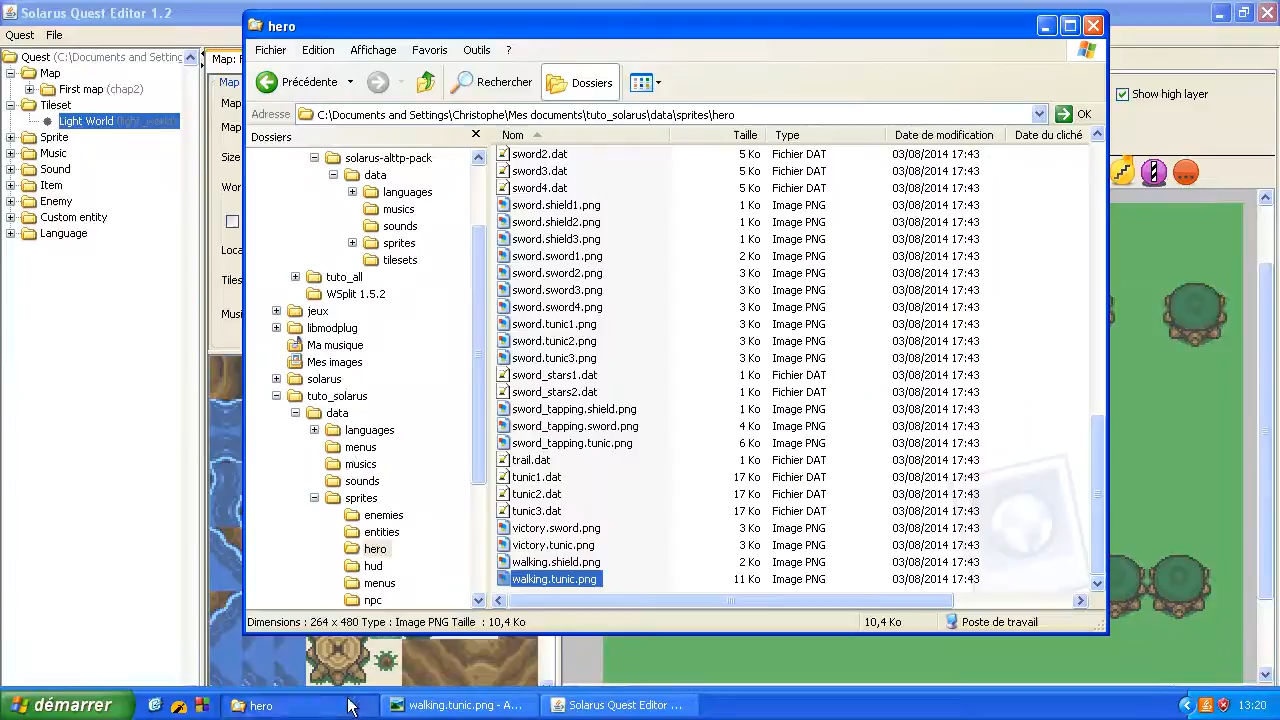 Solarus Quest Editor 1.2
Quest File
Quest (C:\Documents and Setting
Map
First map (chap2)
Tileset
Light World (light_world)
Sprite
Music
Sound
Item
Enemy
Custom entity
Language
Map: F
Map
Map
Map
Size
Wor
Loca
Tiles
Musi
Show high layer
hero
Fichier Edition Affichage Favoris Outils ?
Précédente Rechercher Dossiers
Adresse C:\Documents and Settings\Christophe\Mes documents\tuto_solarus\data\sprites\hero OK
Dossiers
solarus-alttp-pack
data
languages
musics
sounds
sprites
tilesets
tuto_all
WSplit 1.5.2
jeux
libmodplug
Ma musique
Mes images
solarus
tuto_solarus
data
languages
menus
musics
sounds
sprites
enemies
entities
hero
hud
menus
npc
Nom Taille Type Date de modification Date du cliché
sword2.dat 5 Ko Fichier DAT 03/08/2014 17:43
sword3.dat 5 Ko Fichier DAT 03/08/2014 17:43
sword4.dat 5 Ko Fichier DAT 03/08/2014 17:43
sword.shield1.png 1 Ko Image PNG 03/08/2014 17:43
sword.shield2.png 1 Ko Image PNG 03/08/2014 17:43
sword.shield3.png 1 Ko Image PNG 03/08/2014 17:43
sword.sword1.png 2 Ko Image PNG 03/08/2014 17:43
sword.sword2.png 3 Ko Image PNG 03/08/2014 17:43
sword.sword3.png 3 Ko Image PNG 03/08/2014 17:43
sword.sword4.png 3 Ko Image PNG 03/08/2014 17:43
sword.tunic1.png 3 Ko Image PNG 03/08/2014 17:43
sword.tunic2.png 3 Ko Image PNG 03/08/2014 17:43
sword.tunic3.png 3 Ko Image PNG 03/08/2014 17:43
sword_stars1.dat 1 Ko Fichier DAT 03/08/2014 17:43
sword_stars2.dat 1 Ko Fichier DAT 03/08/2014 17:43
sword_tapping.shield.png 1 Ko Image PNG 03/08/2014 17:43
sword_tapping.sword.png 4 Ko Image PNG 03/08/2014 17:43
sword_tapping.tunic.png 6 Ko Image PNG 03/08/2014 17:43
trail.dat 1 Ko Fichier DAT 03/08/2014 17:43
tunic1.dat 17 Ko Fichier DAT 03/08/2014 17:43
tunic2.dat 17 Ko Fichier DAT 03/08/2014 17:43
tunic3.dat 17 Ko Fichier DAT 03/08/2014 17:43
victory.sword.png 3 Ko Image PNG 03/08/2014 17:43
victory.tunic.png 3 Ko Image PNG 03/08/2014 17:43
walking.shield.png 2 Ko Image PNG 03/08/2014 17:43
walking.tunic.png 11 Ko Image PNG 03/08/2014 17:43
Dimensions : 264 x 480 Type : Image PNG Taille : 10,4 Ko 10,4 Ko Poste de travail
démarrer hero walking.tunic.png - A... Solarus Quest Editor ... 13:20